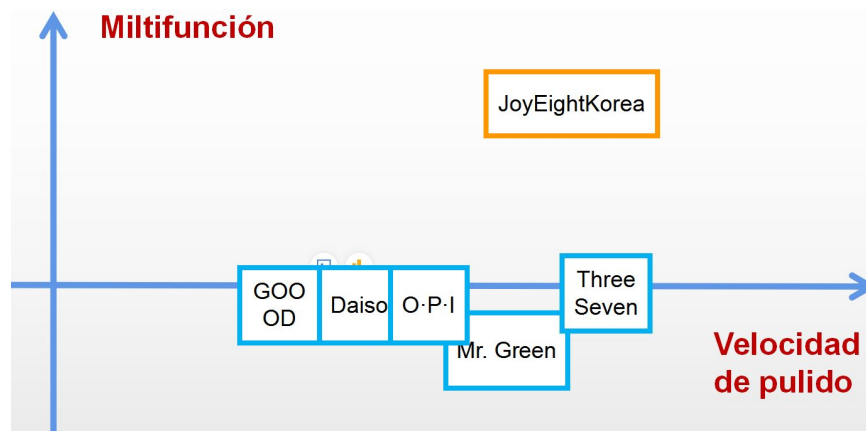 Miltifunción
JoyEightKorea
GOO
OD
Daiso
O·P·I
Three
Seven
Mr. Green
Velocidad
de pulido